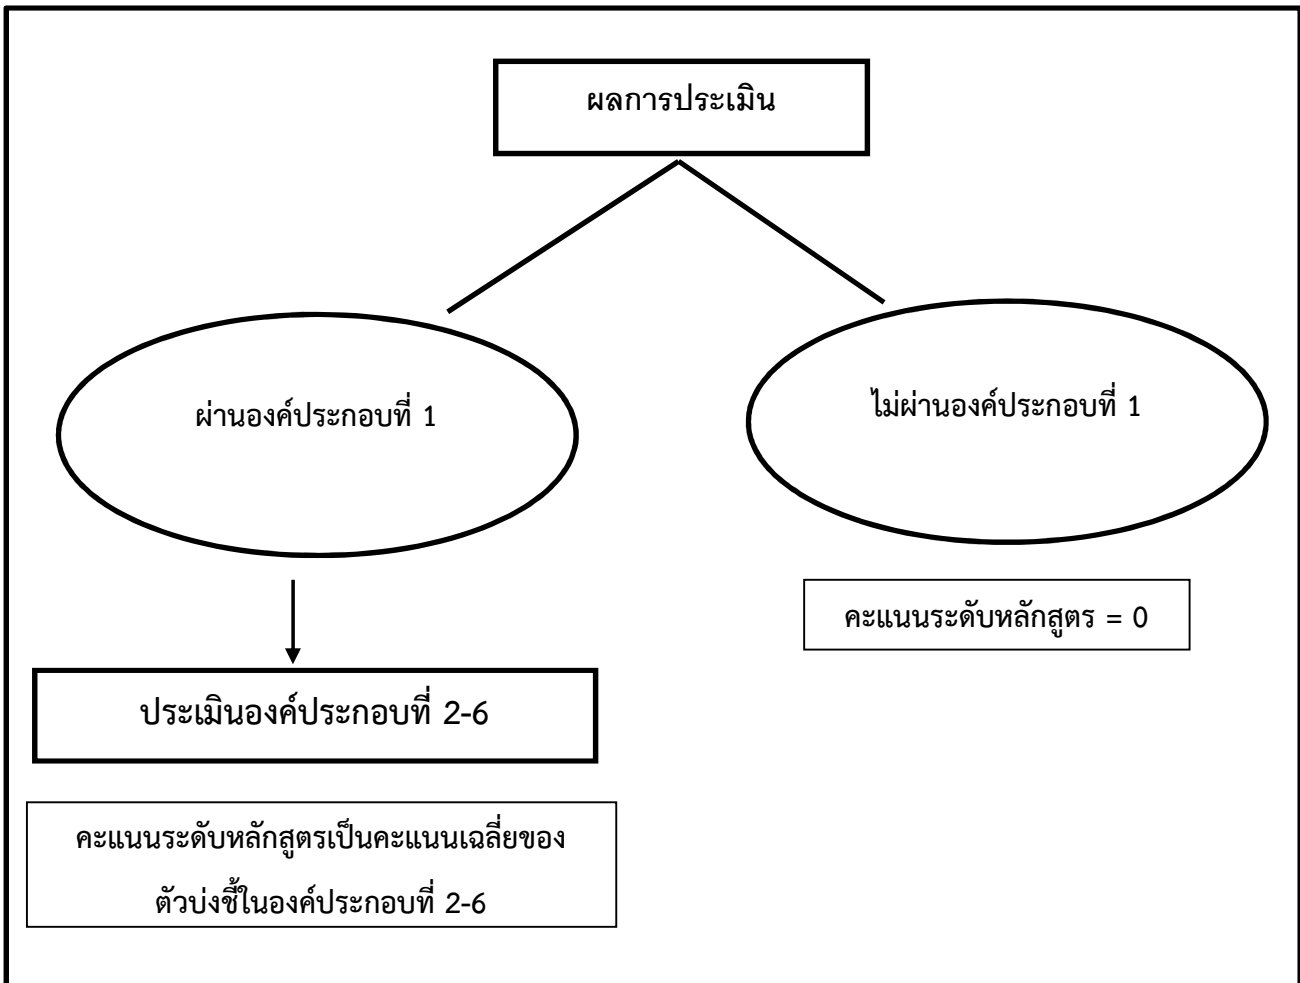 ผลการประเมิน
ผ่านองค์ประกอบที่ 1
ไม่ผ่านองค์ประกอบที่ 1
คะแนนระดับหลักสูตร = 0
ประเมินองค์ประกอบที่ 2-6
คะแนนระดับหลักสูตรเป็นคะแนนเฉลี่ยของ
ตัวบ่งชี้ในองค์ประกอบที่ 2-6